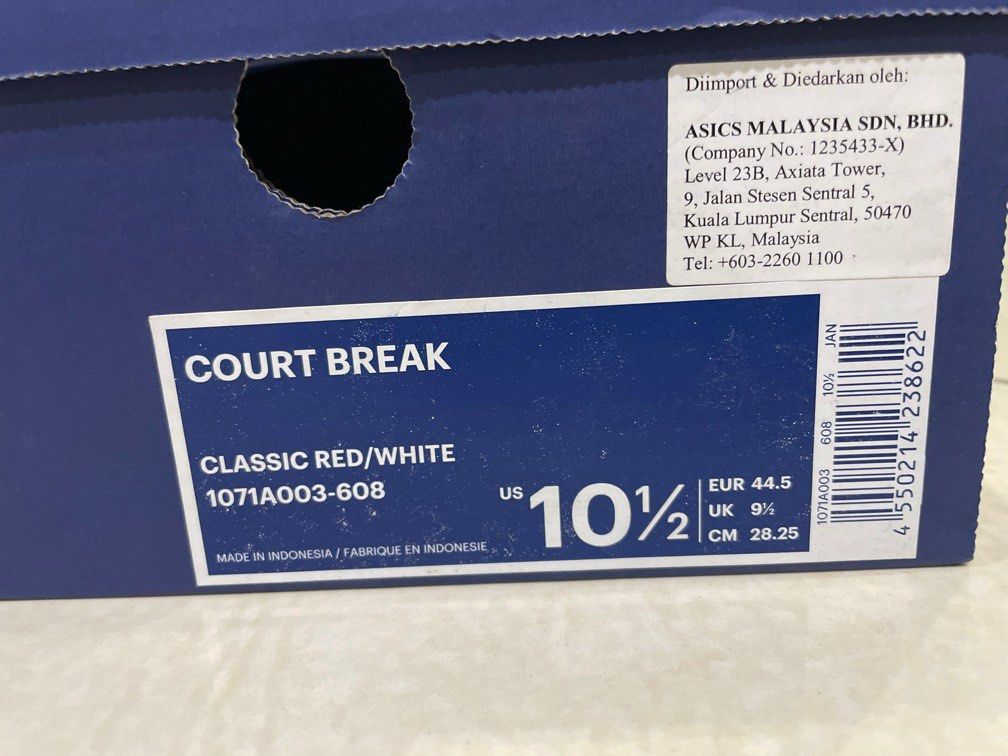 Diimport & Diedarkan oleh:
ASICS MALAYSIA SDN, BHD.
(Company No.: 1235433-X)
Level 23B, Axiata Tower,
9, Jalan Stesen Sentral 5,
Kuala Lumpur Sentral, 50470
WP KL, Malaysia
Tel: +603-2260 1100
COURT BREAK
CLASSIC RED/WHITE
1071A003-608
MADE IN INDONESIA / FABRIQUE EN INDONESIE
US 10½
EUR 44.5
UK 9½
CM 28.25
1071A003 608 10½ JAN
4 550214 238622